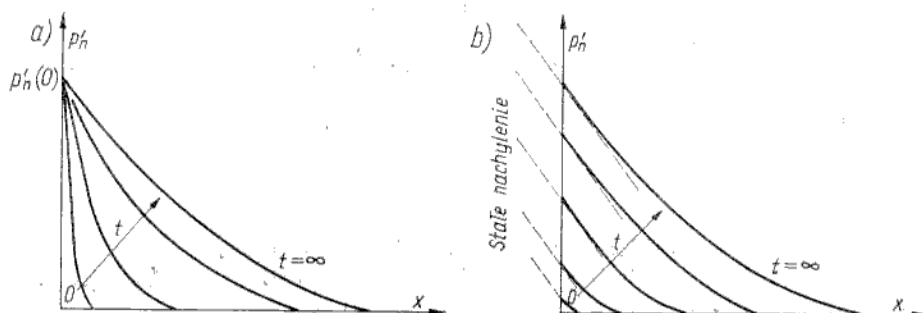 a)
p'n
p'n(0)
t
0
t=∞
x
b)
p'n
Stałe nachylenie
t
0
t=∞
x